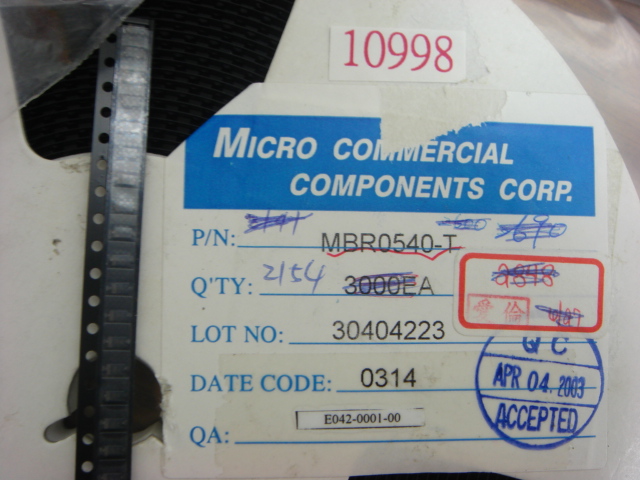 10998
MICRO COMMERCIAL
COMPONENTS CORP.
P/N: MBR0540-T
Q'TY: 2154 3000EA
LOT NO: 30404223
DATE CODE: 0314
QA: E042-0001-00
QC
APR 04. 2003
ACCEPTED